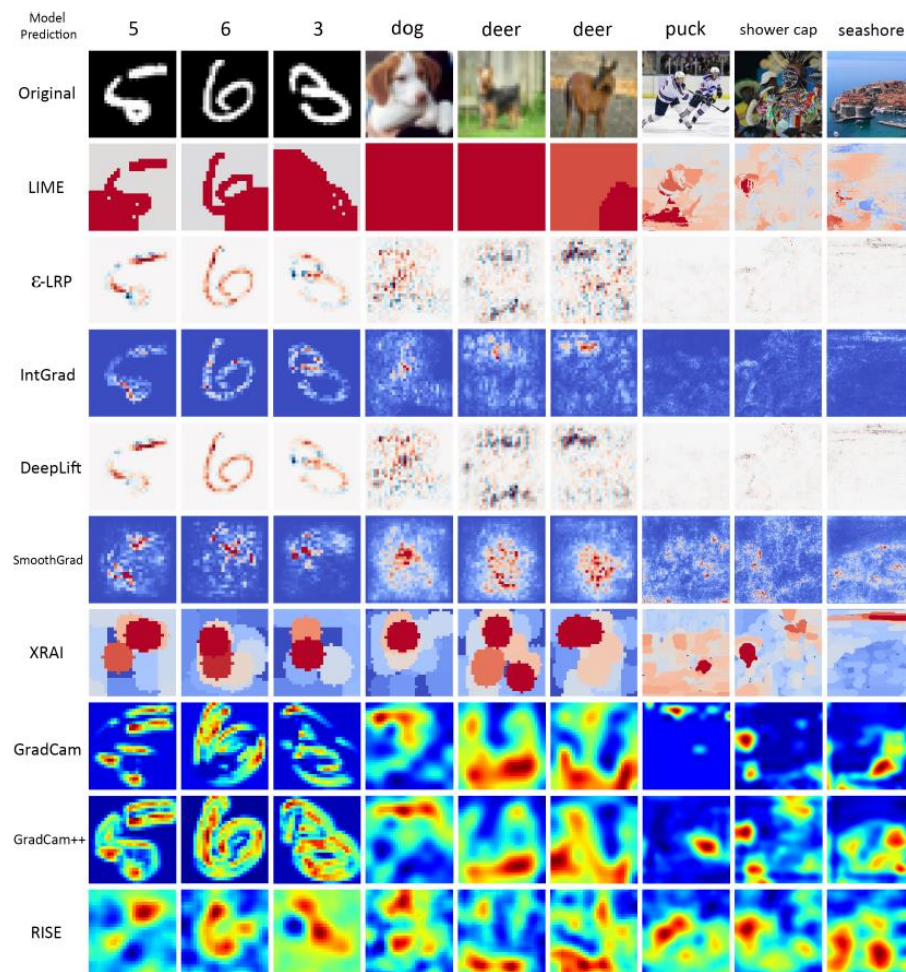 Model
Prediction
5 6 3 dog deer deer puck shower cap seashore
Original
LIME
ε-LRP
IntGrad
DeepLift
SmoothGrad
XRAI
GradCam
GradCam++
RISE